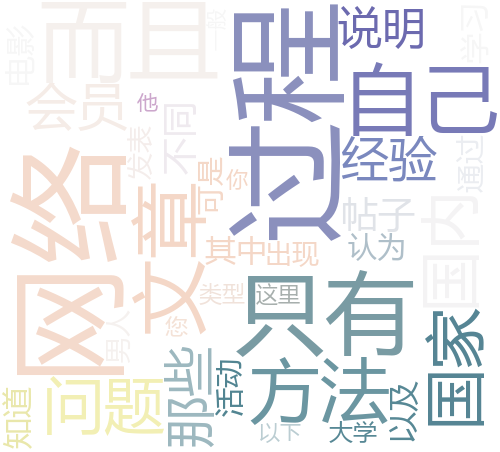 电影
而且
过程
说明
学习
一般
会员
他
自己
不同
发表
经验
通过
网络
文章
可是
你
帖子
国内
其中
出现
认为
类型
这里
只有
男人
您
国家
问题
那些
活动
方法
知道
以下
大学
以及